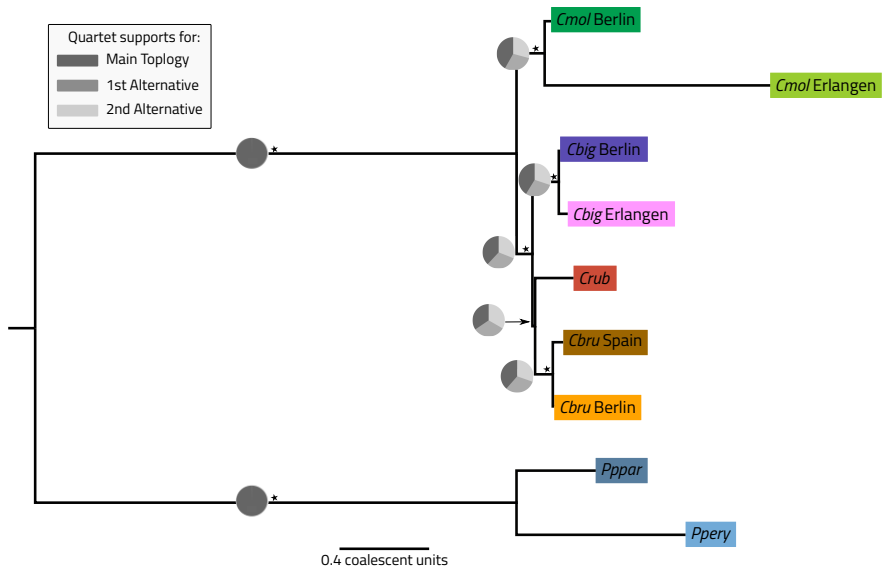 Quartet supports for:
Main Toplogy
1st Alternative
2nd Alternative
Cmol Berlin
Cmol Erlangen
Cbig Berlin
Cbig Erlangen
Crub
Cbru Spain
Cbru Berlin
Pppar
Ppery
0.4 coalescent units